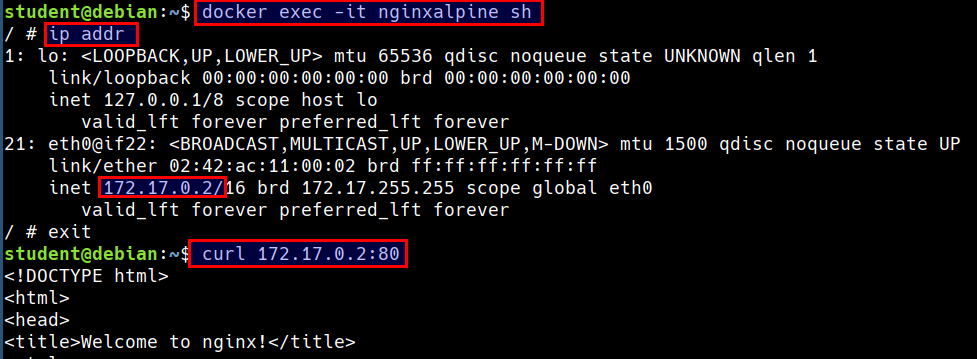 student@debian:~$ docker exec -it nginxalpine sh
/ # ip addr
1: lo: <LOOPBACK,UP,LOWER_UP> mtu 65536 qdisc noqueue state UNKNOWN qlen 1
    link/loopback 00:00:00:00:00:00 brd 00:00:00:00:00:00
    inet 127.0.0.1/8 scope host lo
       valid_lft forever preferred_lft forever
21: eth0@if22: <BROADCAST,MULTICAST,UP,LOWER_UP,M-DOWN> mtu 1500 qdisc noqueue state UP
    link/ether 02:42:ac:11:00:02 brd ff:ff:ff:ff:ff:ff
    inet 172.17.0.2/16 brd 172.17.255.255 scope global eth0
       valid_lft forever preferred_lft forever
/ # exit
student@debian:~$ curl 172.17.0.2:80
<!DOCTYPE html>
<html>
<head>
<title>Welcome to nginx!</title>